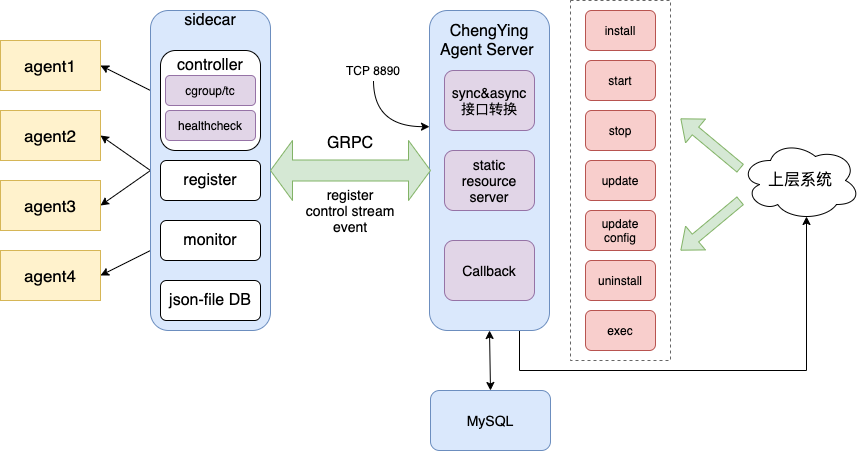 agent1
agent2
agent3
agent4
sidecar
controller
cgroup/tc
healthcheck
register
monitor
json-file DB
GRPC
register
control stream
event
TCP 8890
ChengYing
Agent Server
sync&async
接口转换
static
resource
server
Callback
MySQL
install
start
stop
update
update
config
uninstall
exec
上层系统